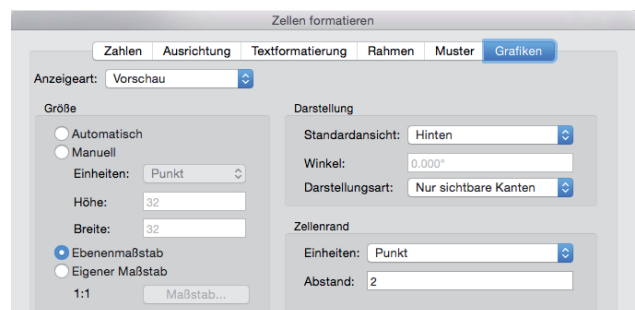 Zellen formatieren
Zahlen Ausrichtung Textformatierung Rahmen Muster Grafiken
Anzeigeart: Vorschau
Größe
Automatisch
Manuell
Einheiten: Punkt
Höhe: 32
Breite: 32
Ebenenmaßstab
Eigener Maßstab
1:1 Maßstab...
Darstellung
Standardansicht: Hinten
Winkel: 0.000°
Darstellungsart: Nur sichtbare Kanten
Zellenrand
Einheiten: Punkt
Abstand: 2